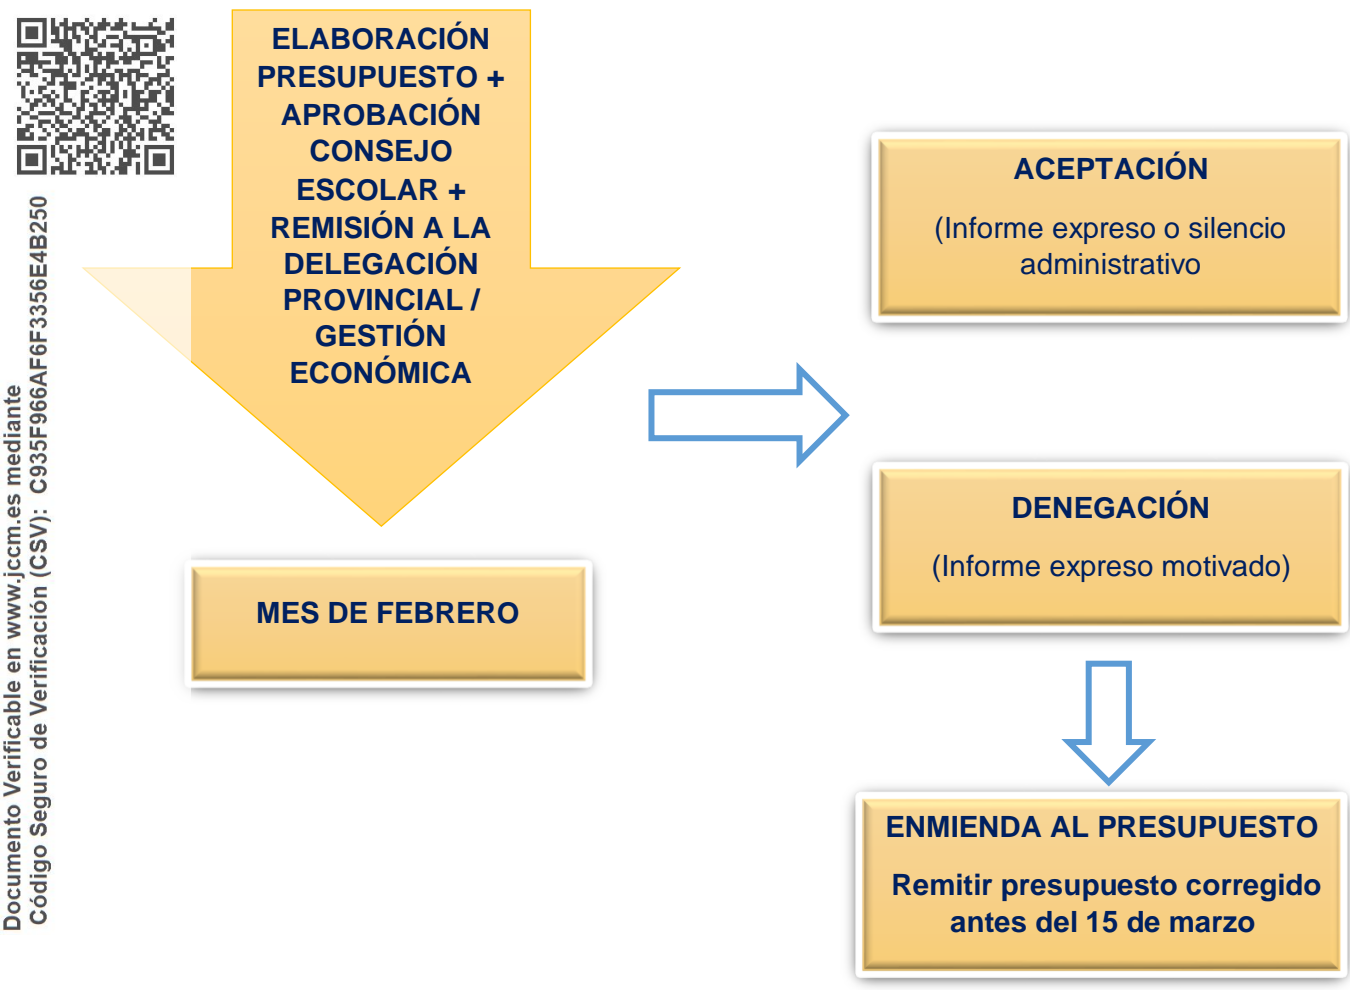 ELABORACIÓN
PRESUPUESTO +
APROBACIÓN
CONSEJO
ESCOLAR +
REMISIÓN A LA
DELEGACIÓN
PROVINCIAL /
GESTIÓN
ECONÓMICA
MES DE FEBRERO
ACEPTACIÓN
(Informe expreso o silencio
administrativo
DENEGACIÓN
(Informe expreso motivado)
ENMIENDA AL PRESUPUESTO
Remitir presupuesto corregido
antes del 15 de marzo
Documento Verificable en www.jccm.es mediante
Código Seguro de Verificación (CSV): C935F966AF6F3356E4B250